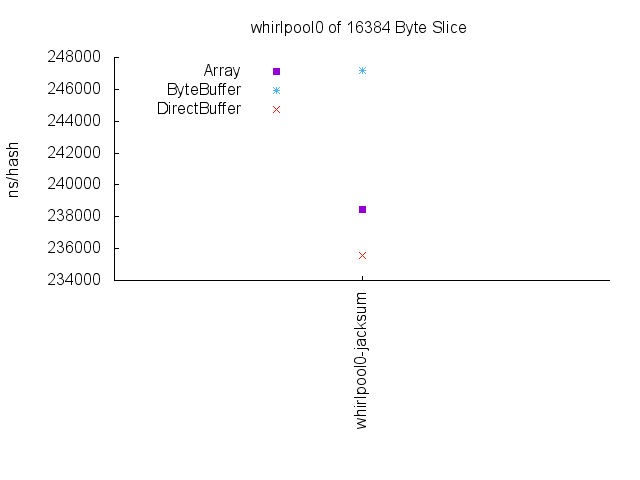 whirlpool0 of 16384 Byte Slice
248000
246000
244000
242000
240000
238000
236000
234000
ns/hash
Array
ByteBuffer
DirectBuffer
whirlpool0-jacksum